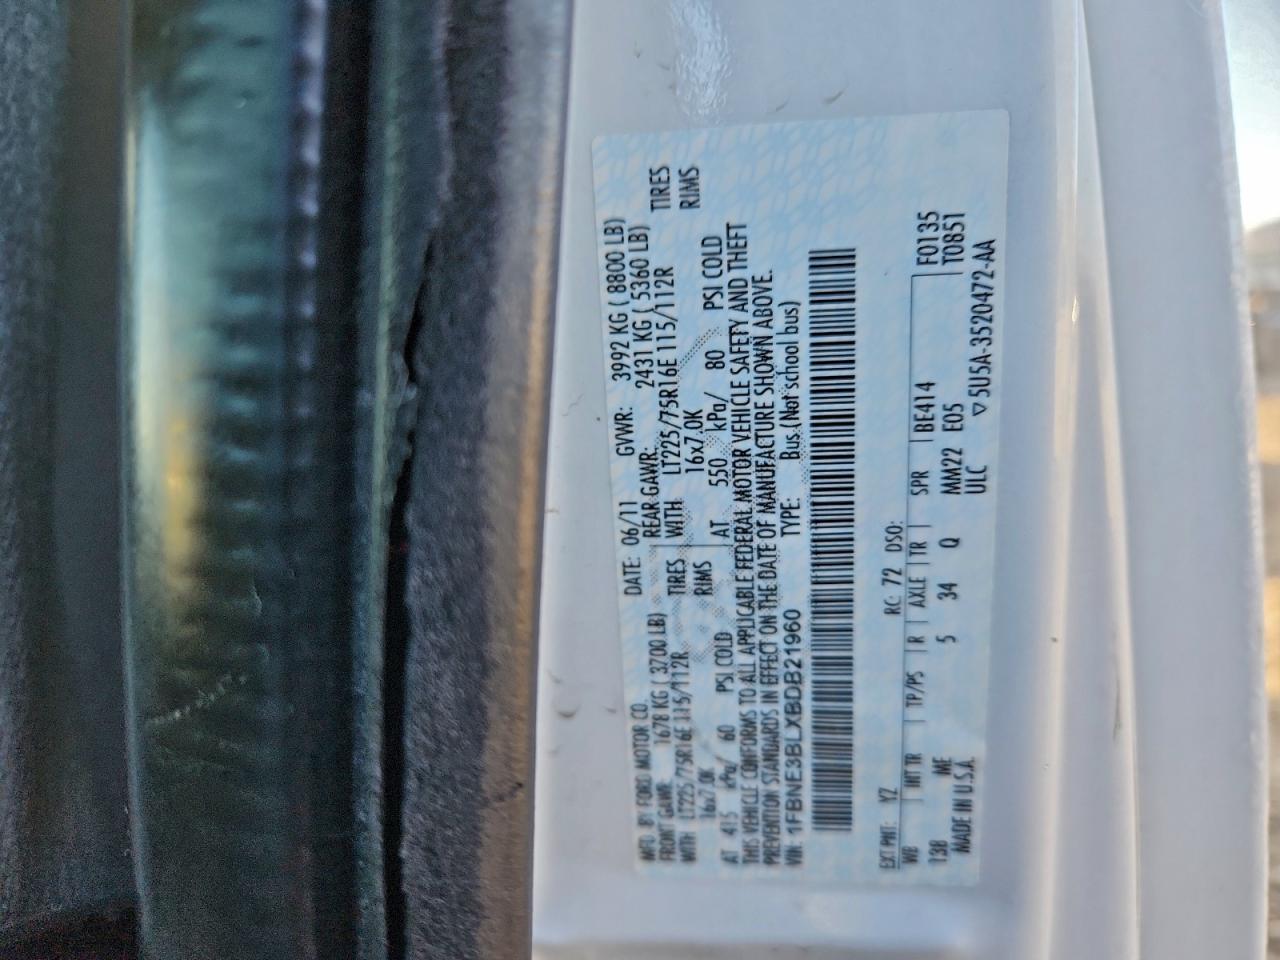 MFD. BY FORD MOTOR CO. DATE: 06/11 GVWR: 3992 KG ( 8800 LB)
FRONT GAWR: 1678 KG ( 3700 LB) REAR GAWR: 2431 KG ( 5360 LB)
WITH LT225/75R16E 115/112R TIRES WITH LT225/75R16E 115/112R TIRES
16x7.0K RIMS 16x7.0K RIMS
AT 415 kPa/ 60 PSI COLD AT 550 kPa/ 80 PSI COLD
THIS VEHICLE CONFORMS TO ALL APPLICABLE FEDERAL MOTOR VEHICLE SAFETY AND THEFT
PREVENTION STANDARDS IN EFFECT ON THE DATE OF MANUFACTURE SHOWN ABOVE.
VIN: 1FBNE3BLXBDB21960 TYPE: Bus (Not school bus)
EXT PNT: YZ RC: 72 DSO:
WB INT TR TP/PS R AXLE TR SPR BE414 F0135
138 ME 5 34 Q MM22 E05 T0851
MADE IN U.S.A. ULC ▽5U5A-3520472-AA